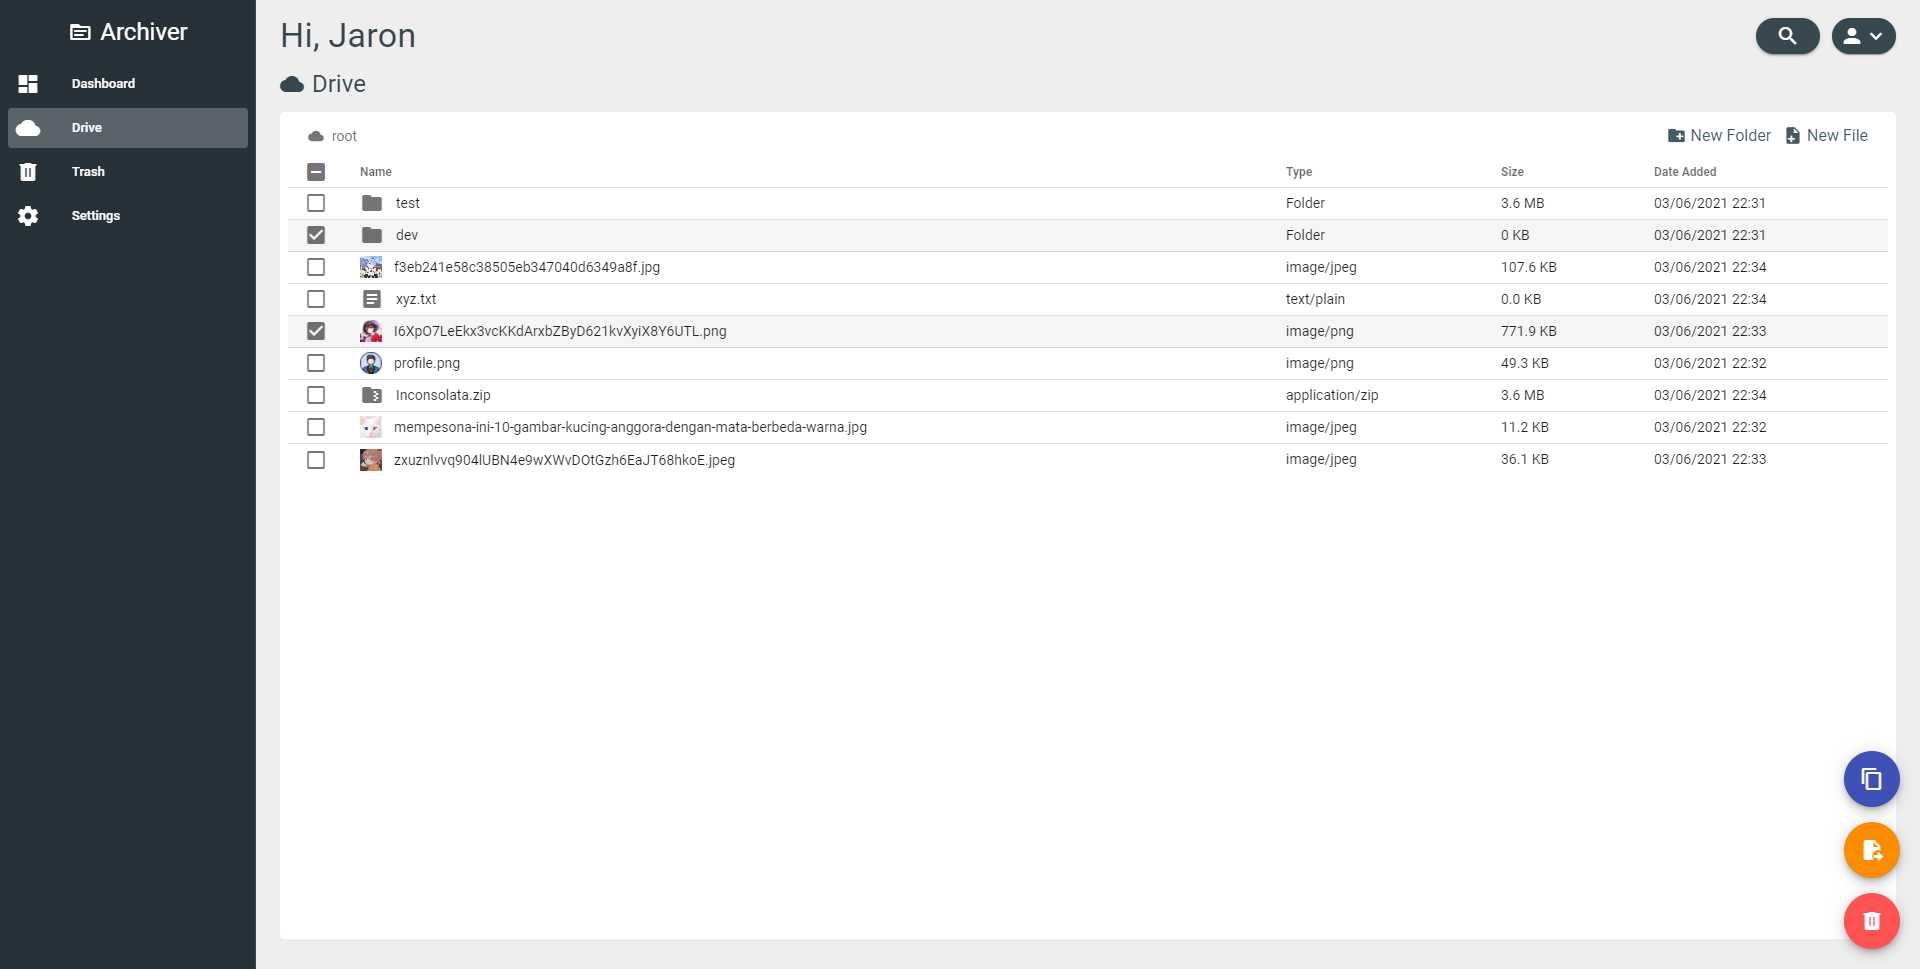 Archiver
Dashboard
Drive
Trash
Settings
Hi, Jaron
Drive
root
New Folder
New File
Name Type Size Date Added
test Folder 3.6 MB 03/06/2021 22:31
dev Folder 0 KB 03/06/2021 22:31
f3eb241e58c38505eb347040d6349a8f.jpg image/jpeg 107.6 KB 03/06/2021 22:34
xyz.txt text/plain 0.0 KB 03/06/2021 22:34
I6XpO7LeEkx3vcKKdArxbZByD621kvXyiX8Y6UTL.png image/png 771.9 KB 03/06/2021 22:33
profile.png image/png 49.3 KB 03/06/2021 22:32
Inconsolata.zip application/zip 3.6 MB 03/06/2021 22:34
mempesona-ini-10-gambar-kucing-anggora-dengan-mata-berbeda-warna.jpg image/jpeg 11.2 KB 03/06/2021 22:32
zxuznlvvq904lUBN4e9wXWvDOtGzh6EaJT68hkoE.jpeg image/jpeg 36.1 KB 03/06/2021 22:33